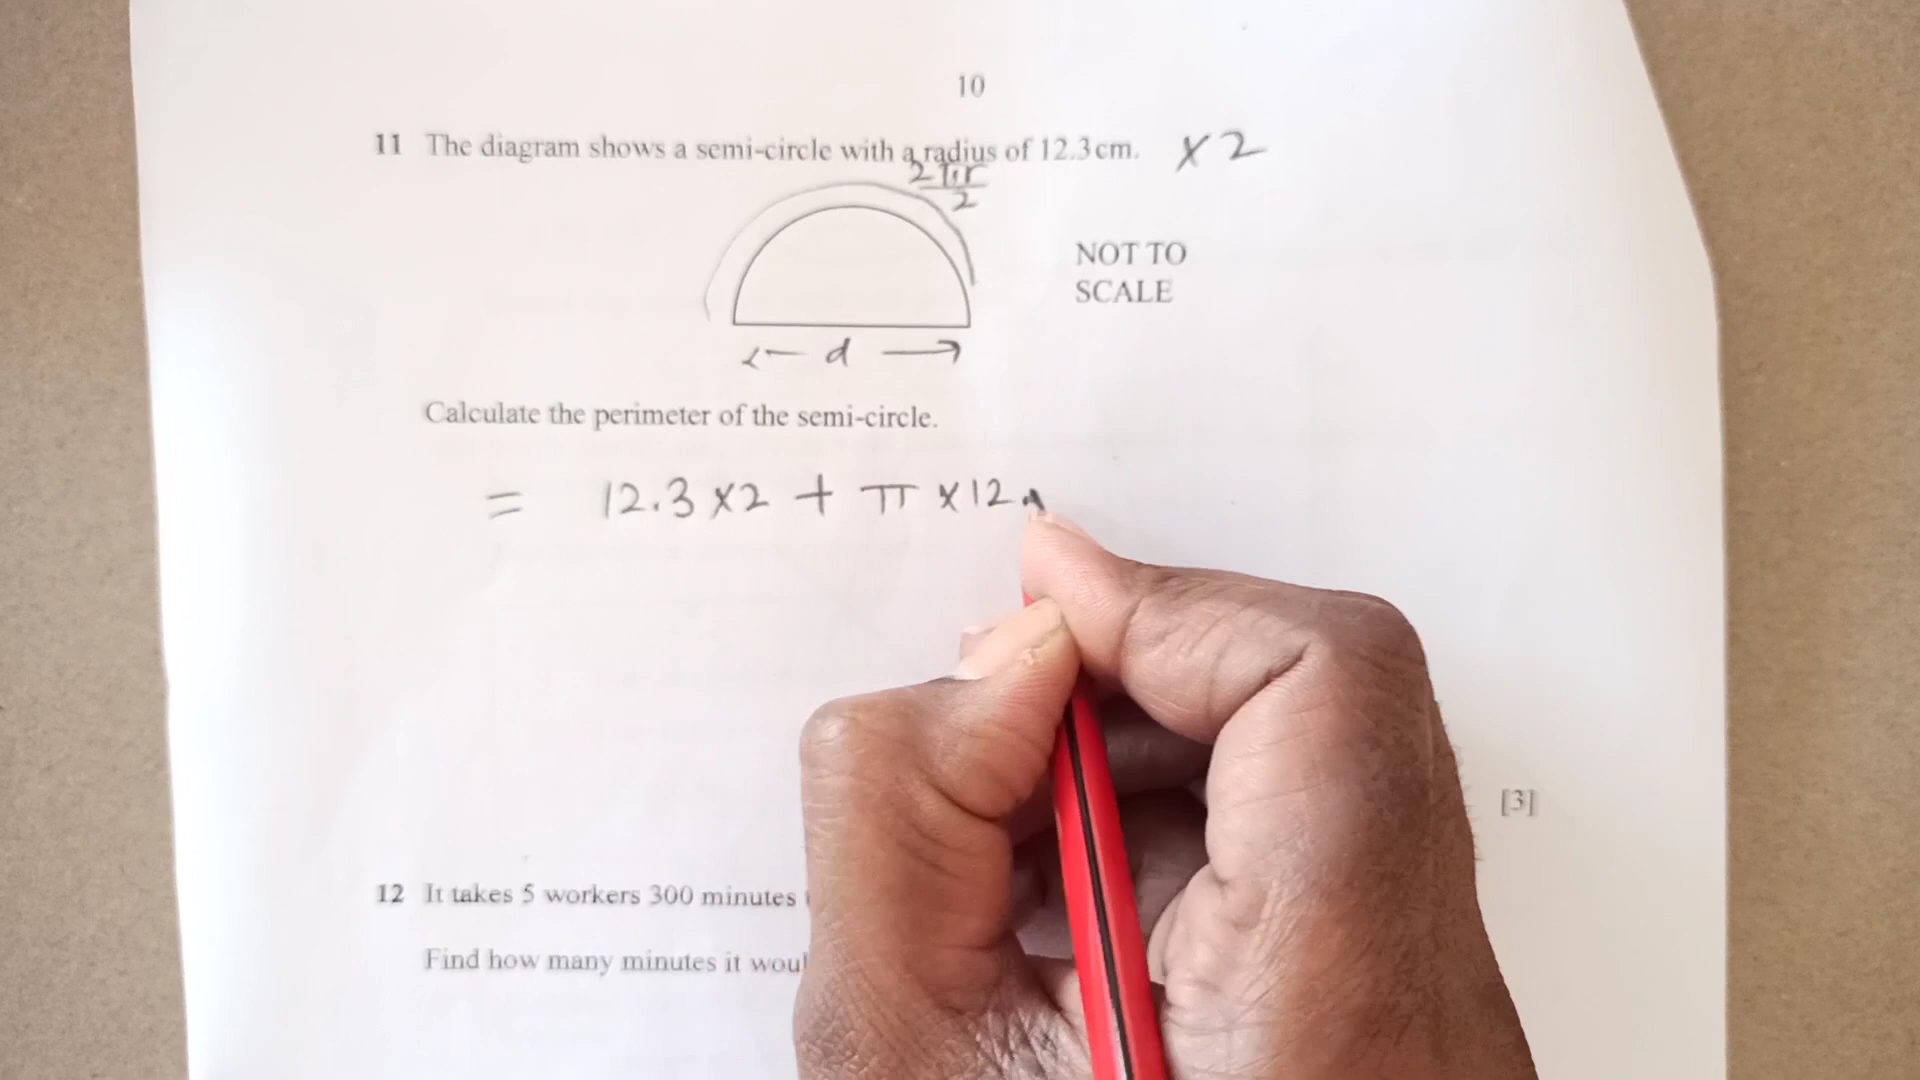 10
11 The diagram shows a semi-circle with a radius of 12.3 cm. × 2
2πr
2
NOT TO
SCALE
d
Calculate the perimeter of the semi-circle.
= 12.3 × 2 + π × 12.
[3]
12 It takes 5 workers 300 minutes
Find how many minutes it